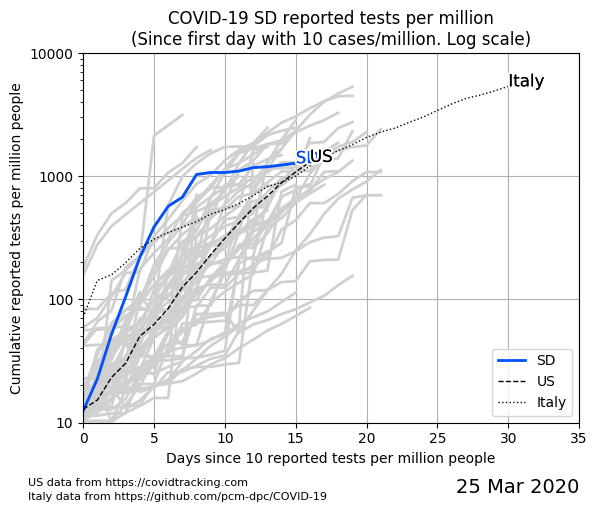 COVID-19 SD reported tests per million
(Since first day with 10 cases/million. Log scale)
Cumulative reported tests per million people
10000
1000
100
10
Italy
SD
US
SD
US
Italy
0 5 10 15 20 25 30 35
Days since 10 reported tests per million people
US data from https://covidtracking.com
Italy data from https://github.com/pcm-dpc/COVID-19
25 Mar 2020